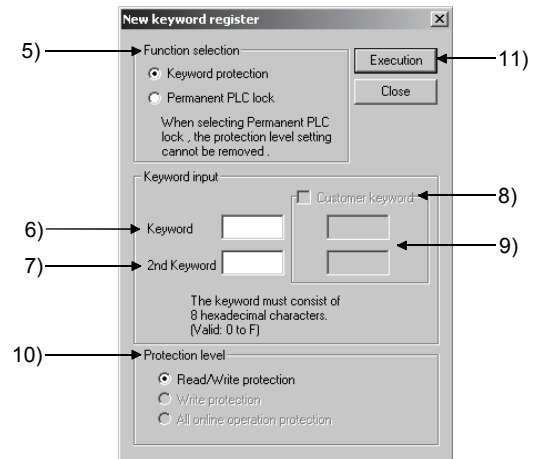 New keyword register
5)
Function selection
Keyword protection
Permanent PLC lock
When selecting Permanent PLC
lock , the protection level setting
cannot be removed .
Execution
11)
Close
Keyword input
Customer keyword
8)
6)
Keyword
9)
7)
2nd Keyword
The keyword must consist of
8 hexadecimal characters.
(Valid: 0 to F)
10)
Protection level
Read/Write protection
Write protection
All online operation protection